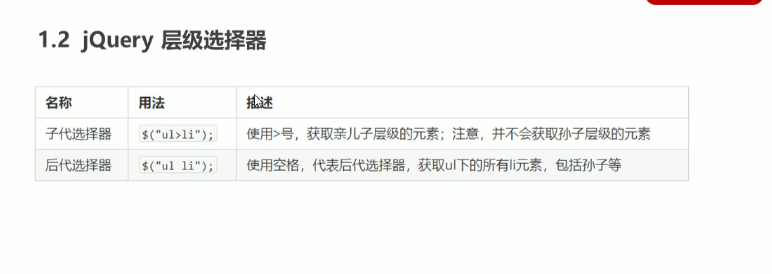 1.2 jQuery 层级选择器
名称 用法 描述
子代选择器 $("ul>li"); 使用>号，获取亲儿子层级的元素；注意，并不会获取孙子层级的元素
后代选择器 $("ul li"); 使用空格，代表后代选择器，获取ul下的所有li元素，包括孙子等